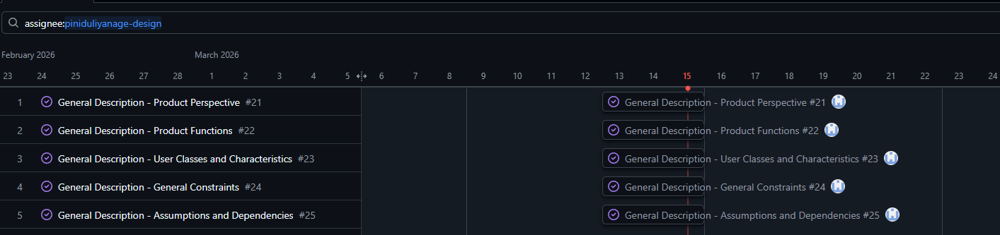 assignee:piniduliyanage-design
February 2026 March 2026
23 24 25 26 27 28 1 2 3 4 5 6 7 8 9 10 11 12 13 14 15 16 17 18 19 20 21 22 23 24
1 General Description - Product Perspective #21 General Description - Product Perspective #21
2 General Description - Product Functions #22 General Description - Product Functions #22
3 General Description - User Classes and Characteristics #23 General Description - User Classes and Characteristics #23
4 General Description - General Constraints #24 General Description - General Constraints #24
5 General Description - Assumptions and Dependencies #25 General Description - Assumptions and Dependencies #25